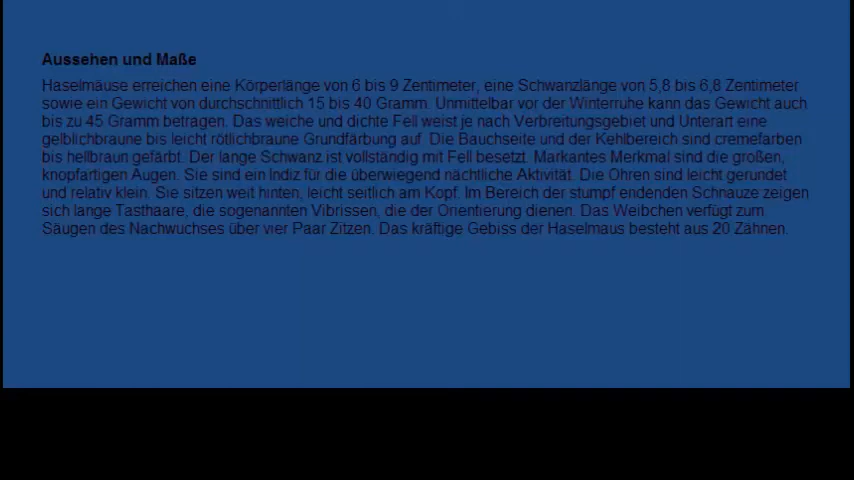 Aussehen und Maße
Haselmäuse erreichen eine Körperlänge von 6 bis 9 Zentimeter, eine Schwanzlänge von 5,8 bis 6,8 Zentimeter
sowie ein Gewicht von durchschnittlich 15 bis 40 Gramm. Unmittelbar vor der Winterruhe kann das Gewicht auch
bis zu 45 Gramm betragen. Das weiche und dichte Fell weist je nach Verbreitungsgebiet und Unterart eine
gelblichbraune bis leicht rötlichbraune Grundfärbung auf. Die Bauchseite und der Kehlbereich sind cremefarben
bis hellbraun gefärbt. Der lange Schwanz ist vollständig mit Fell besetzt. Markantes Merkmal sind die großen,
knopfartigen Augen. Sie sind ein Indiz für die überwiegend nächtliche Aktivität. Die Ohren sind leicht gerundet
und relativ klein. Sie sitzen weit hinten, leicht seitlich am Kopf. Im Bereich der stumpf endenden Schnauze zeigen
sich lange Tasthaare, die sogenannten Vibrissen, die der Orientierung dienen. Das Weibchen verfügt zum
Säugen des Nachwuchses über vier Paar Zitzen. Das kräftige Gebiss der Haselmaus besteht aus 20 Zähnen.